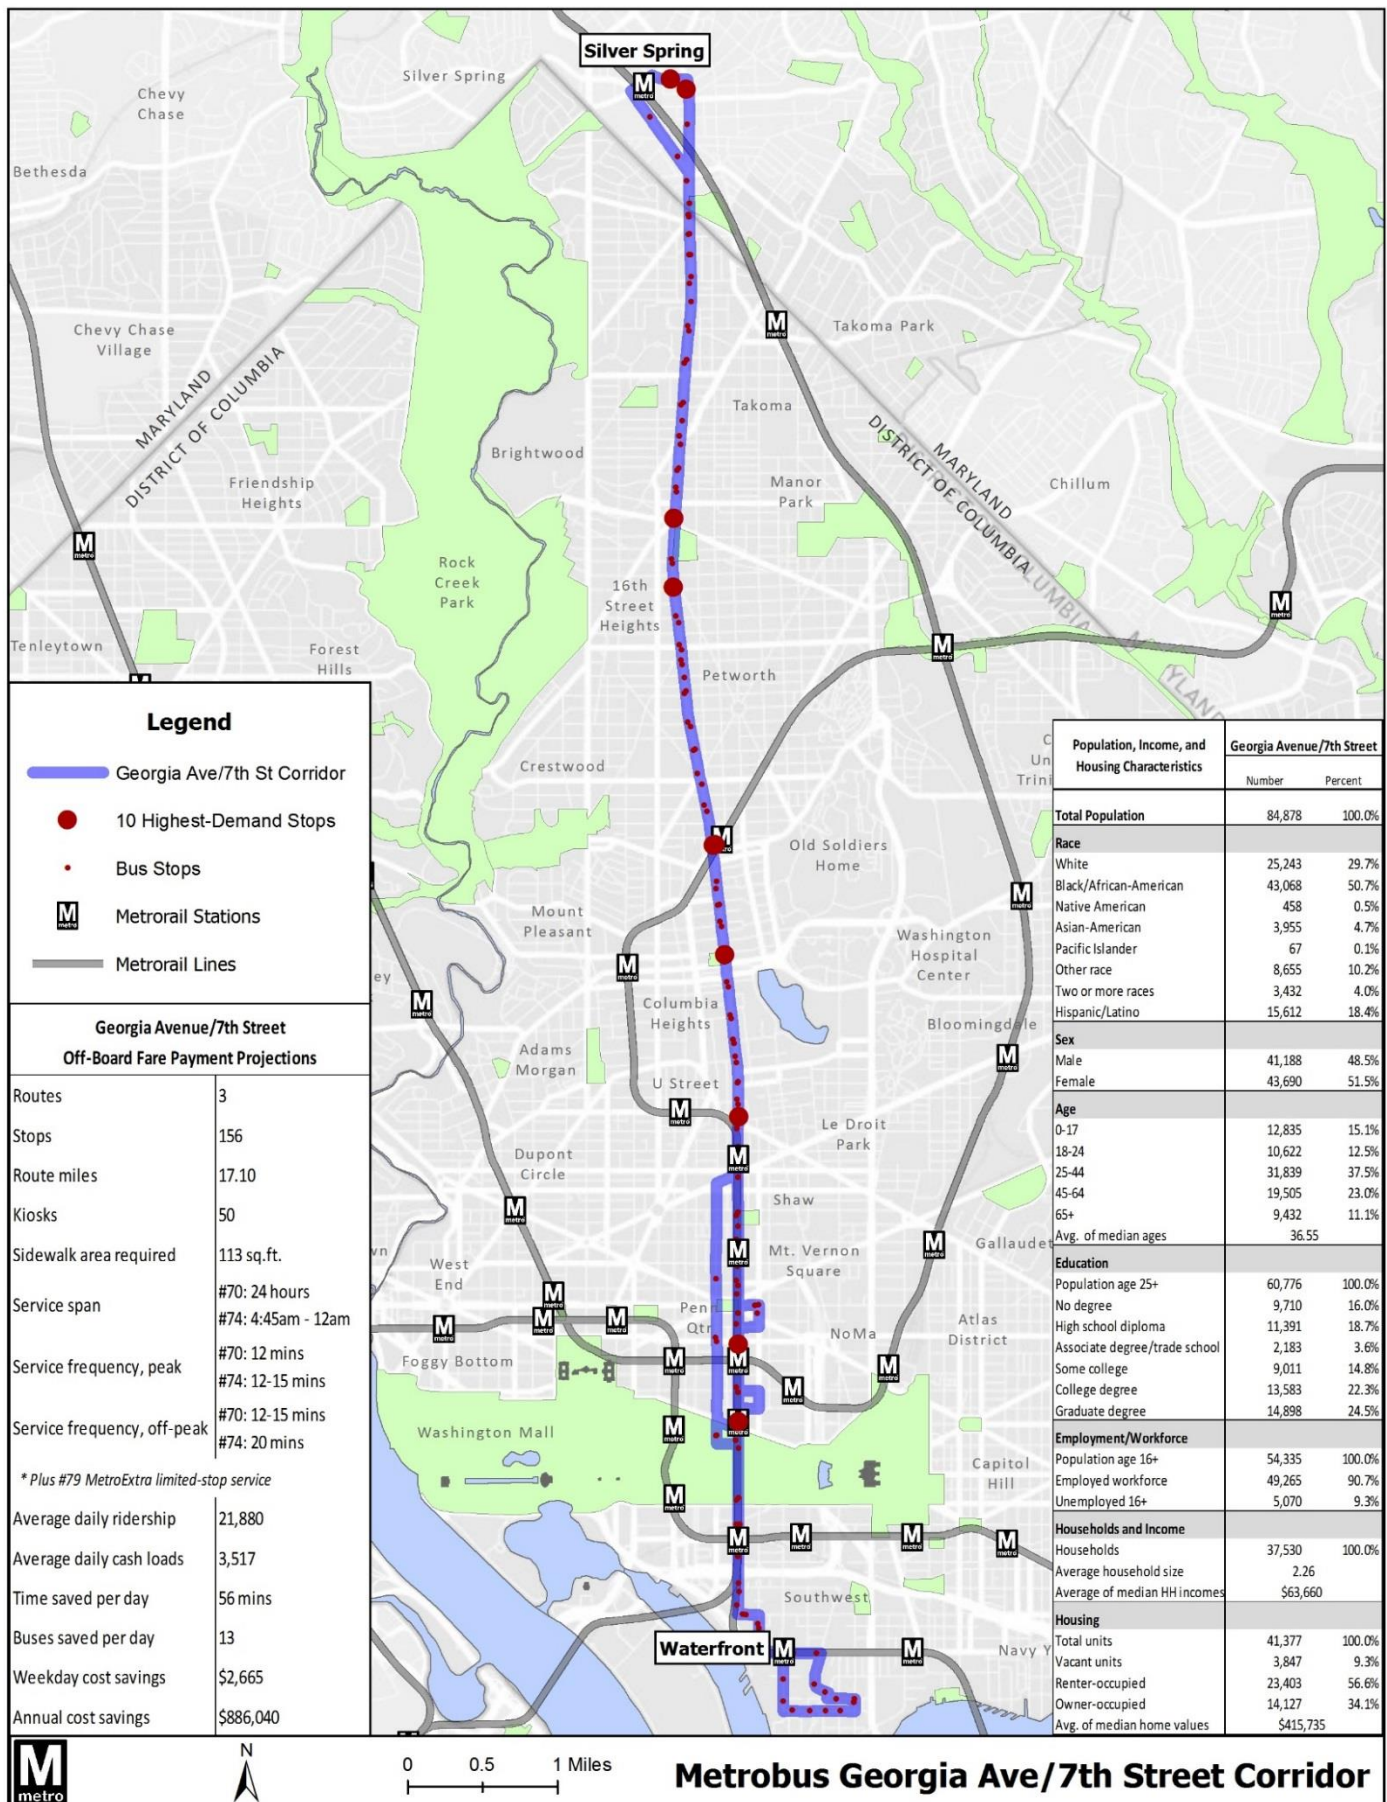 Silver Spring
Silver Spring
Chevy
Chase
Bethesda
Chevy Chase
Village
MARYLAND
DISTRICT OF COLUMBIA
Takoma Park
Takoma
Brightwood
MARYLAND
DISTRICT OF COLUMBIA
Friendship
Heights
Manor
Park
Chillum
Rock
Creek
Park
16th
Street
Heights
Tenleytown
Forest
Hills
Petworth
Crestwood
Old Soldiers
Home
Mount
Pleasant
Washington
Hospital
Center
Columbia
Heights
Bloomingdale
Adams
Morgan
U Street
Le Droit
Park
Dupont
Circle
Shaw
West
End
Mt. Vernon
Square
Gallaudet
Penn
Qtr
NoMa
Atlas
District
Foggy Bottom
Washington Mall
Capitol
Hill
Southwest
Waterfront
Navy Y
Legend
Georgia Ave/7th St Corridor
10 Highest-Demand Stops
Bus Stops
M metro Metrorail Stations
Metrorail Lines
Georgia Avenue/7th Street
Off-Board Fare Payment Projections
Routes 3
Stops 156
Route miles 17.10
Kiosks 50
Sidewalk area required 113 sq.ft.
Service span #70: 24 hours
#74: 4:45am - 12am
Service frequency, peak #70: 12 mins
#74: 12-15 mins
Service frequency, off-peak #70: 12-15 mins
#74: 20 mins
* Plus #79 MetroExtra limited-stop service
Average daily ridership 21,880
Average daily cash loads 3,517
Time saved per day 56 mins
Buses saved per day 13
Weekday cost savings $2,665
Annual cost savings $886,040
Population, Income, and
Housing Characteristics
Georgia Avenue/7th Street
Number Percent
Total Population 84,878 100.0%
Race
White 25,243 29.7%
Black/African-American 43,068 50.7%
Native American 458 0.5%
Asian-American 3,955 4.7%
Pacific Islander 67 0.1%
Other race 8,655 10.2%
Two or more races 3,432 4.0%
Hispanic/Latino 15,612 18.4%
Sex
Male 41,188 48.5%
Female 43,690 51.5%
Age
0-17 12,835 15.1%
18-24 10,622 12.5%
25-44 31,839 37.5%
45-64 19,505 23.0%
65+ 9,432 11.1%
Avg. of median ages 36.55
Education
Population age 25+ 60,776 100.0%
No degree 9,710 16.0%
High school diploma 11,391 18.7%
Associate degree/trade school 2,183 3.6%
Some college 9,011 14.8%
College degree 13,583 22.3%
Graduate degree 14,898 24.5%
Employment/Workforce
Population age 16+ 54,335 100.0%
Employed workforce 49,265 90.7%
Unemployed 16+ 5,070 9.3%
Households and Income
Households 37,530 100.0%
Average household size 2.26
Average of median HH incomes $63,660
Housing
Total units 41,377 100.0%
Vacant units 3,847 9.3%
Renter-occupied 23,403 56.6%
Owner-occupied 14,127 34.1%
Avg. of median home values $415,735
M
metro
N
0 0.5 1 Miles
Metrobus Georgia Ave/7th Street Corridor